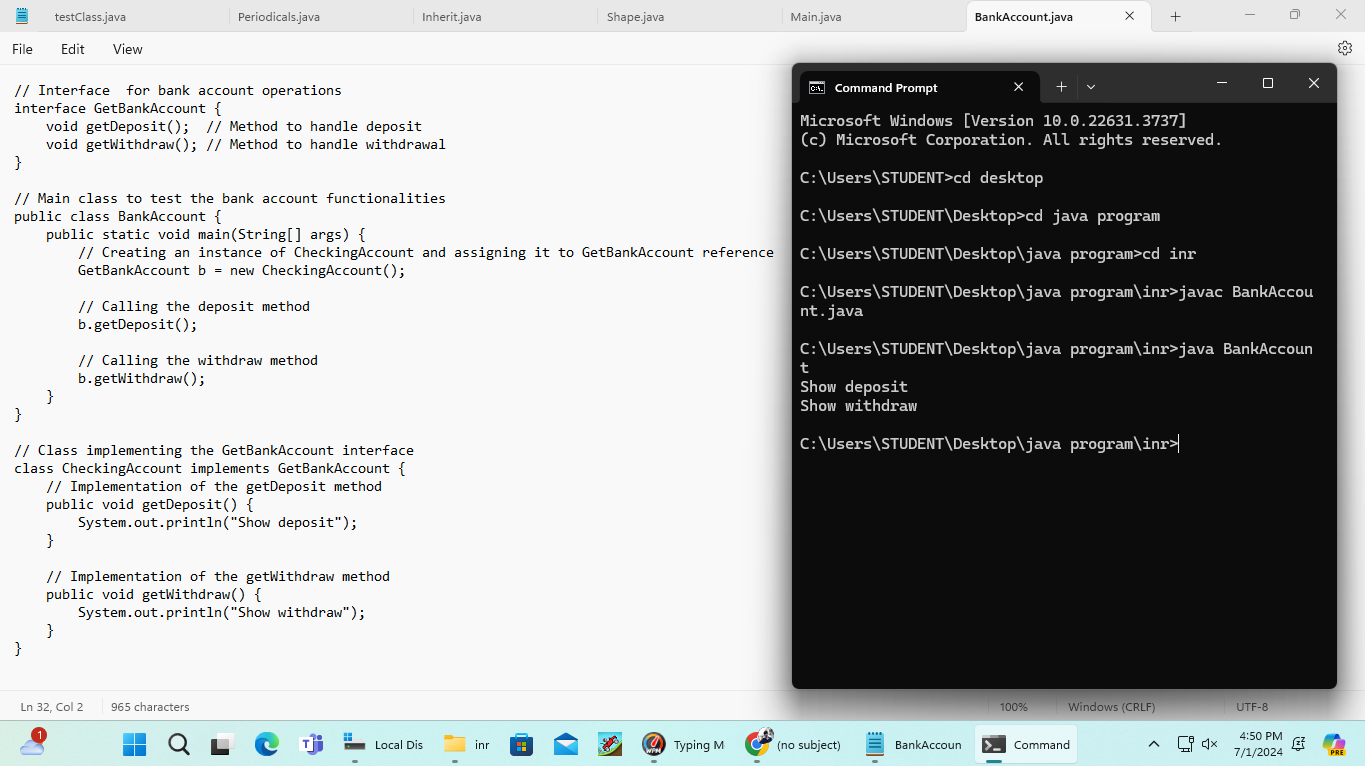 testClass.java
Periodicals.java
Inherit.java
Shape.java
Main.java
BankAccount.java
File
Edit
View
// Interface  for bank account operations
interface GetBankAccount {
    void getDeposit();  // Method to handle deposit
    void getWithdraw(); // Method to handle withdrawal
}
// Main class to test the bank account functionalities
public class BankAccount {
    public static void main(String[] args) {
        // Creating an instance of CheckingAccount and assigning it to GetBankAccount reference
        GetBankAccount b = new CheckingAccount();
        // Calling the deposit method
        b.getDeposit();
        // Calling the withdraw method
        b.getWithdraw();
    }
}
// Class implementing the GetBankAccount interface
class CheckingAccount implements GetBankAccount {
    // Implementation of the getDeposit method
    public void getDeposit() {
        System.out.println("Show deposit");
    }
    // Implementation of the getWithdraw method
    public void getWithdraw() {
        System.out.println("Show withdraw");
    }
}
Command Prompt
Microsoft Windows [Version 10.0.22631.3737]
(c) Microsoft Corporation. All rights reserved.
C:\Users\STUDENT>cd desktop
C:\Users\STUDENT\Desktop>cd java program
C:\Users\STUDENT\Desktop\java program>cd inr
C:\Users\STUDENT\Desktop\java program\inr>javac BankAccou
nt.java
C:\Users\STUDENT\Desktop\java program\inr>java BankAccoun
t
Show deposit
Show withdraw
C:\Users\STUDENT\Desktop\java program\inr>
Ln 32, Col 2
965 characters
100%
Windows (CRLF)
UTF-8
1
Local Dis
inr
WFM
Typing M
(no subject)
BankAccoun
Command
4:50 PM
7/1/2024
PRE